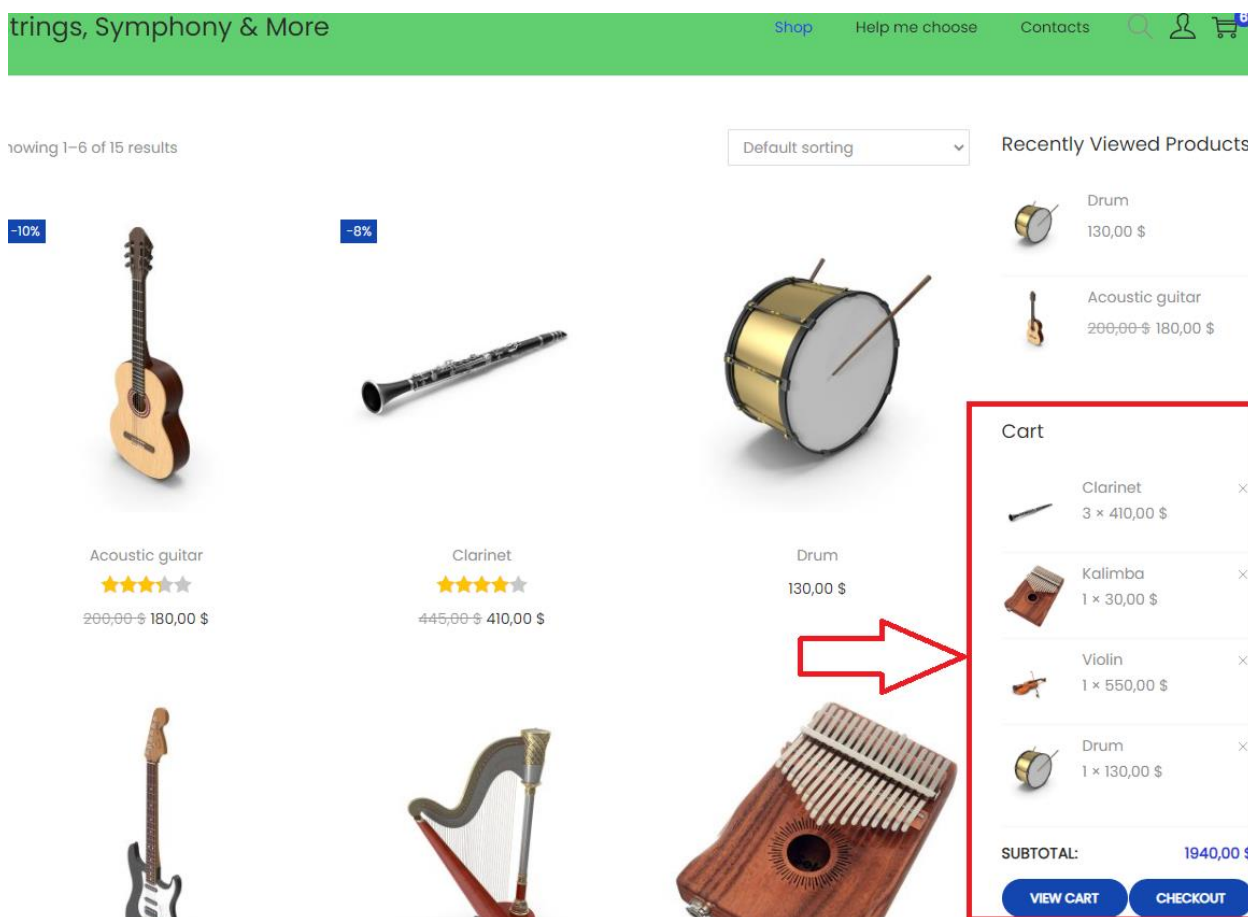 trings, Symphony & More
Shop Help me choose Contacts 6
howing 1–6 of 15 results
Default sorting
Recently Viewed Products
Drum
130,00 $
Acoustic guitar
200,00 $ 180,00 $
-10%
-8%
Acoustic guitar
200,00 $ 180,00 $
Clarinet
445,00 $ 410,00 $
Drum
130,00 $
Cart
Clarinet ×
3 × 410,00 $
Kalimba ×
1 × 30,00 $
Violin ×
1 × 550,00 $
Drum ×
1 × 130,00 $
SUBTOTAL: 1940,00 $
VIEW CART CHECKOUT